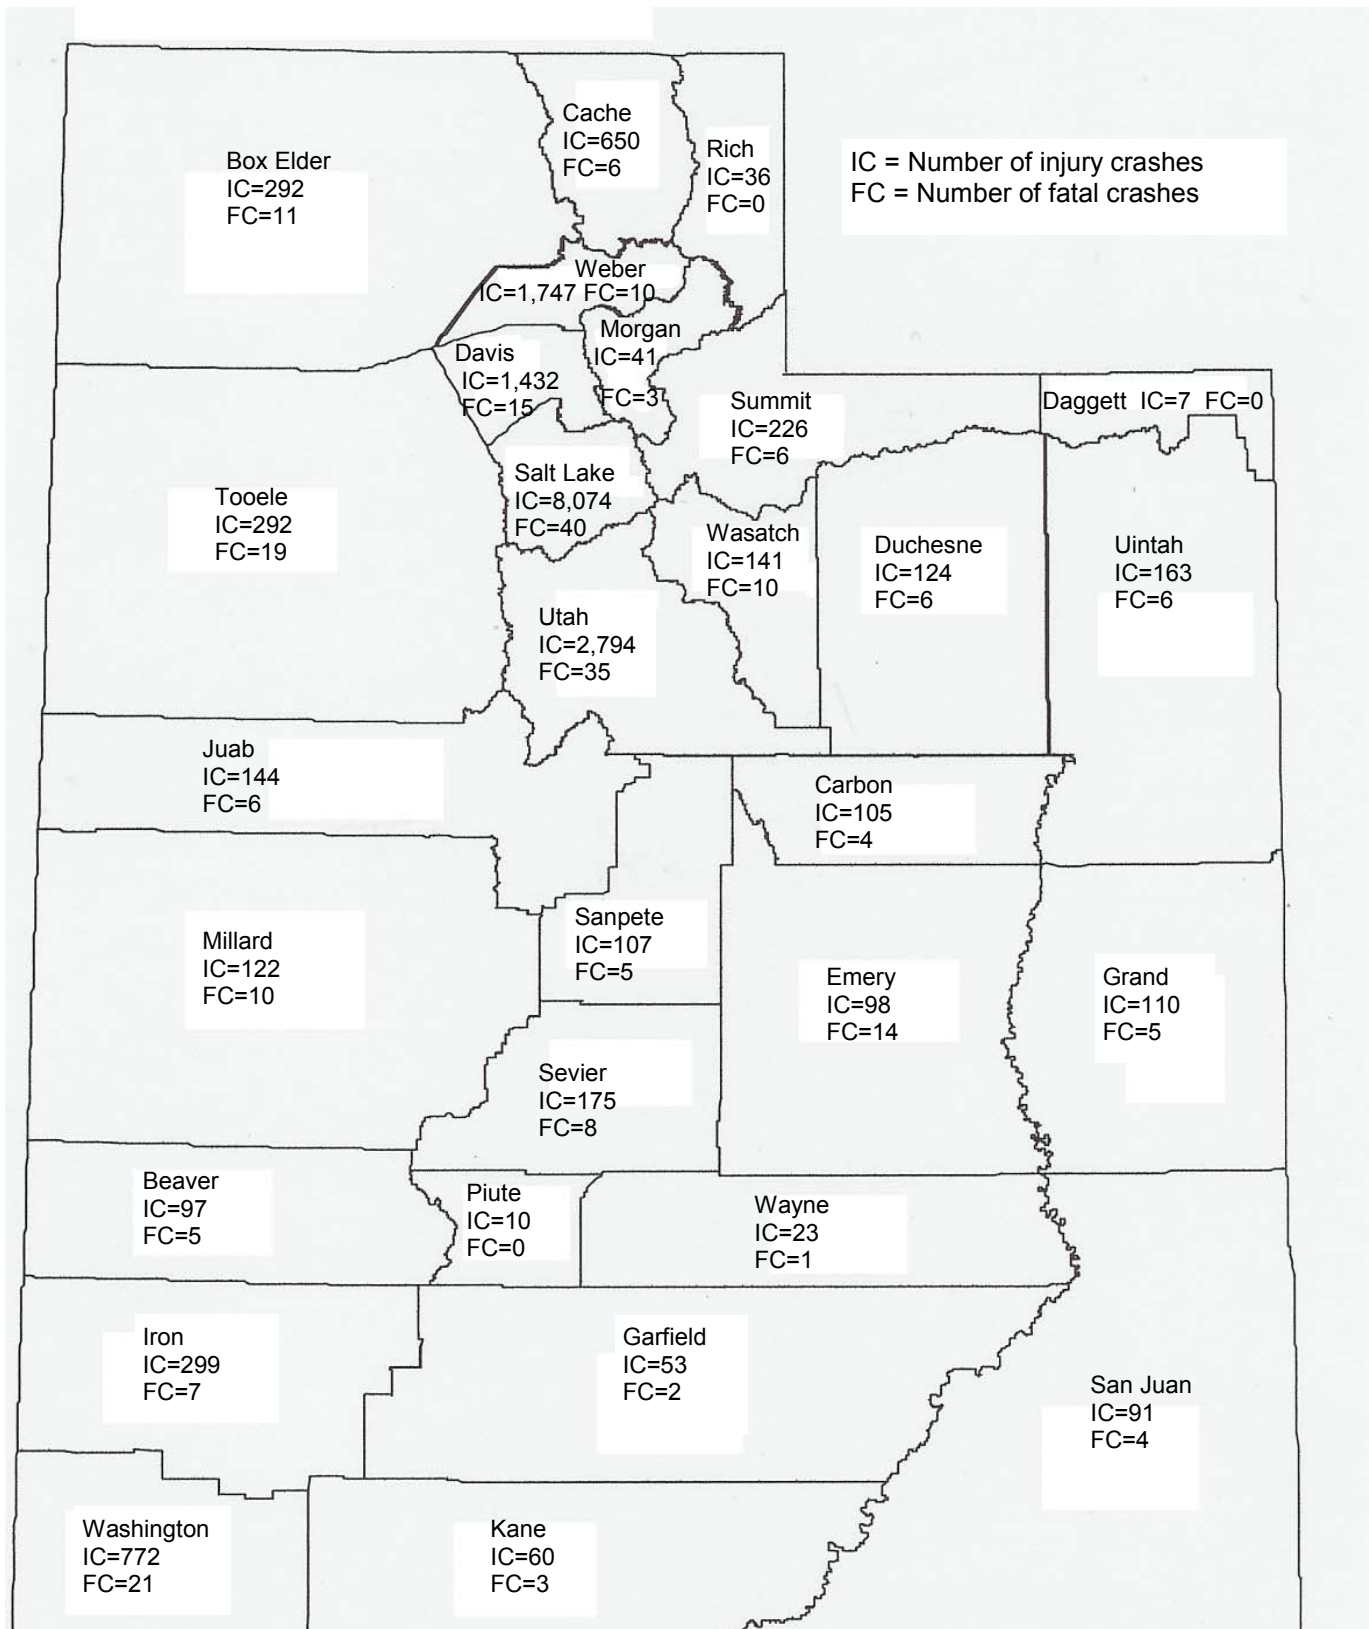 Cache
IC=650
FC=6
Rich
IC=36
FC=0
IC = Number of injury crashes
FC = Number of fatal crashes
Box Elder
IC=292
FC=11
Weber
IC=1,747 FC=10
Morgan
IC=41
FC=3
Davis
IC=1,432
FC=15
Summit
IC=226
FC=6
Daggett IC=7 FC=0
Salt Lake
IC=8,074
FC=40
Tooele
IC=292
FC=19
Wasatch
IC=141
FC=10
Duchesne
IC=124
FC=6
Uintah
IC=163
FC=6
Utah
IC=2,794
FC=35
Juab
IC=144
FC=6
Carbon
IC=105
FC=4
Millard
IC=122
FC=10
Sanpete
IC=107
FC=5
Emery
IC=98
FC=14
Grand
IC=110
FC=5
Sevier
IC=175
FC=8
Beaver
IC=97
FC=5
Piute
IC=10
FC=0
Wayne
IC=23
FC=1
Iron
IC=299
FC=7
Garfield
IC=53
FC=2
San Juan
IC=91
FC=4
Washington
IC=772
FC=21
Kane
IC=60
FC=3